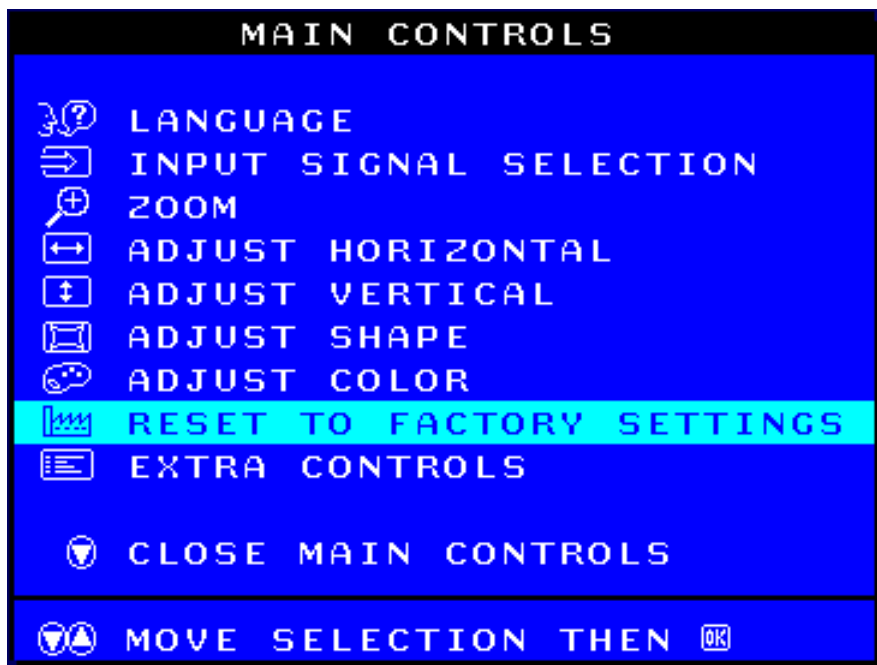 MAIN CONTROLS
LANGUAGE
INPUT SIGNAL SELECTION
ZOOM
ADJUST HORIZONTAL
ADJUST VERTICAL
ADJUST SHAPE
ADJUST COLOR
RESET TO FACTORY SETTINGS
EXTRA CONTROLS
CLOSE MAIN CONTROLS
MOVE SELECTION THEN OK